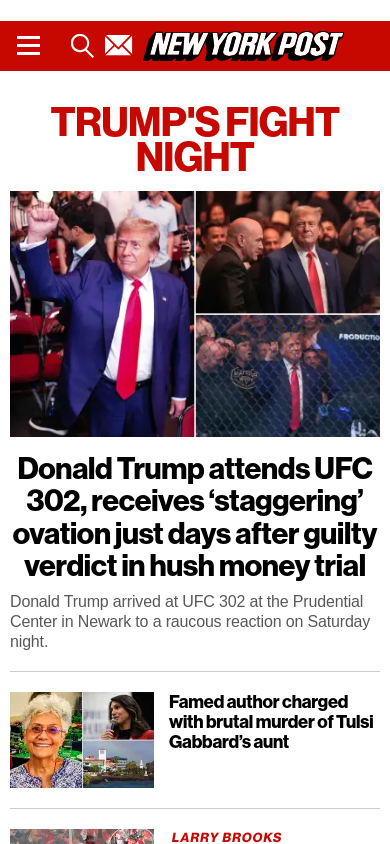 NEW YORK POST
TRUMP'S FIGHT
NIGHT
PRODUCTIO
Donald Trump attends UFC
302, receives ‘staggering’
ovation just days after guilty
verdict in hush money trial
Donald Trump arrived at UFC 302 at the Prudential
Center in Newark to a raucous reaction on Saturday
night.
Famed author charged
with brutal murder of Tulsi
Gabbard’s aunt
LARRY BROOKS